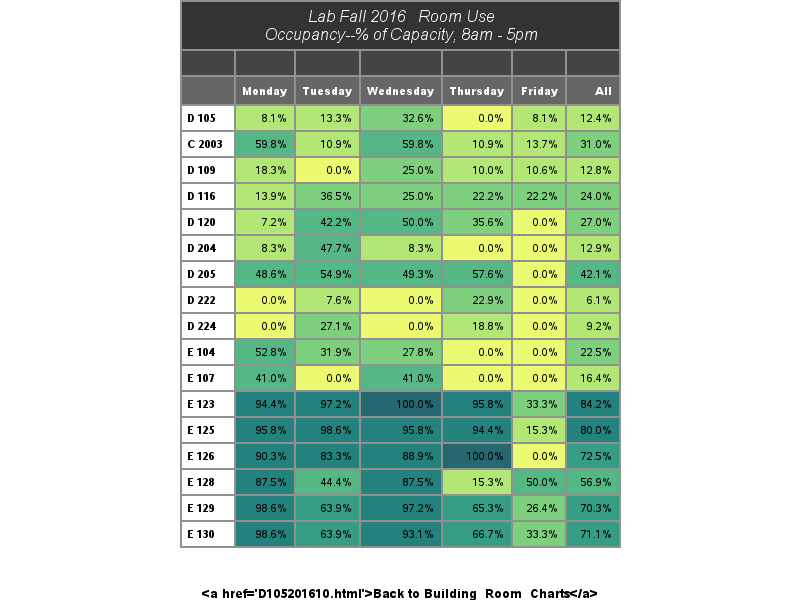 Lab Fall 2016 Room Use
Occupancy--% of Capacity, 8am - 5pm
Monday Tuesday Wednesday Thursday Friday All
D 105 8.1% 13.3% 32.6% 0.0% 8.1% 12.4%
C 2003 59.8% 10.9% 59.8% 10.9% 13.7% 31.0%
D 109 18.3% 0.0% 25.0% 10.0% 10.6% 12.8%
D 116 13.9% 36.5% 25.0% 22.2% 22.2% 24.0%
D 120 7.2% 42.2% 50.0% 35.6% 0.0% 27.0%
D 204 8.3% 47.7% 8.3% 0.0% 0.0% 12.9%
D 205 48.6% 54.9% 49.3% 57.6% 0.0% 42.1%
D 222 0.0% 7.6% 0.0% 22.9% 0.0% 6.1%
D 224 0.0% 27.1% 0.0% 18.8% 0.0% 9.2%
E 104 52.8% 31.9% 27.8% 0.0% 0.0% 22.5%
E 107 41.0% 0.0% 41.0% 0.0% 0.0% 16.4%
E 123 94.4% 97.2% 100.0% 95.8% 33.3% 84.2%
E 125 95.8% 98.6% 95.8% 94.4% 15.3% 80.0%
E 126 90.3% 83.3% 88.9% 100.0% 0.0% 72.5%
E 128 87.5% 44.4% 87.5% 15.3% 50.0% 56.9%
E 129 98.6% 63.9% 97.2% 65.3% 26.4% 70.3%
E 130 98.6% 63.9% 93.1% 66.7% 33.3% 71.1%
<a href='D105201610.html'>Back to Building Room Charts</a>